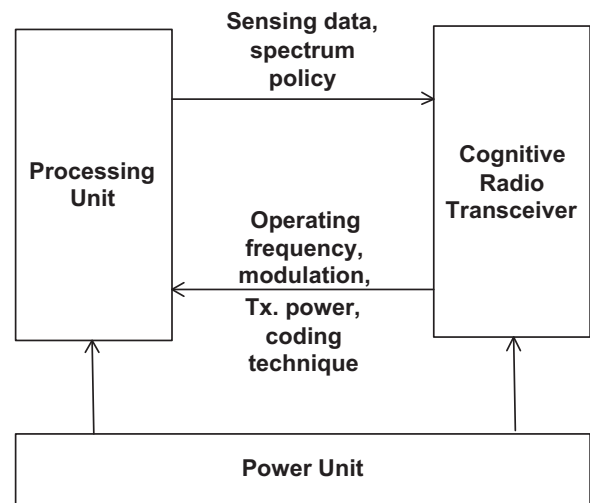 Sensing data,
spectrum
policy
Processing
Unit
Cognitive
Radio
Transceiver
Operating
frequency,
modulation,
Tx. power,
coding
technique
Power Unit